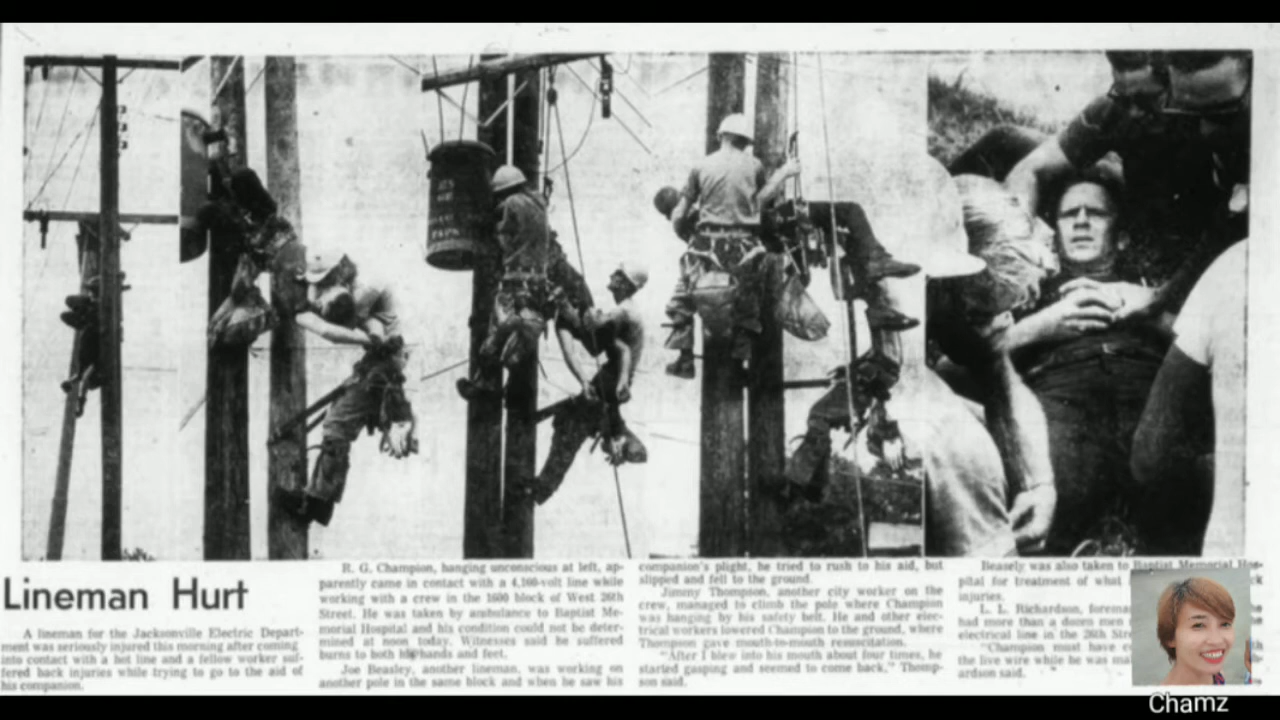 Lineman Hurt
A lineman for the Jacksonville Electric Depart-
ment was seriously injured this morning after coming
into contact with a hot line and a fellow worker suf-
fered back injuries while trying to go to the aid of
his companion.
R. G. Champion, hanging unconscious at left, ap-
parently came in contact with a 4,160-volt line while
working with a crew in the 1600 block of West 26th
Street. He was taken by ambulance to Baptist Me-
morial Hospital and his condition could not be deter-
mined at noon today. Witnesses said he suffered
burns to both his hands and feet.
Joe Beasley, another lineman, was working on
another pole in the same block and when he saw his
companion's plight, he tried to rush to his aid, but
slipped and fell to the ground.
Jimmy Thompson, another city worker on the
crew, managed to climb the pole where Champion
was hanging by his safety belt. He and other elec-
trical workers lowered Champion to the ground, where
Thompson gave mouth-to-mouth resuscitation.
"After I blew into his mouth about four times, he
started gasping and seemed to come back," Thomp-
son said.
Beasely was also taken to Baptist Memorial Hos-
pital for treatment of what
injuries.
L. L. Richardson, forema
had more than a dozen men
electrical line in the 26th Stre
"Champion must have c
the live wire while he was ma
ardson said.
Chamz